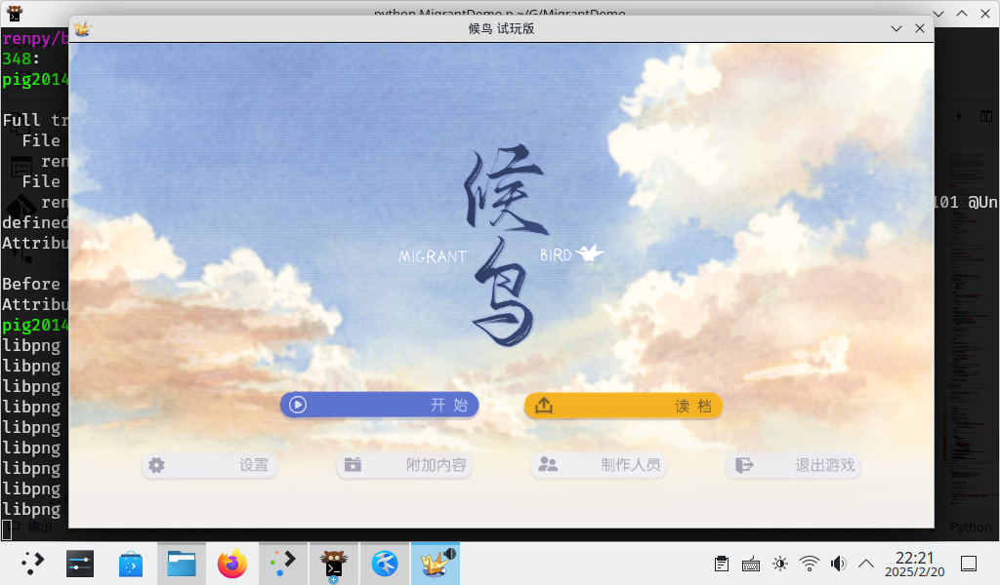 python MigrantDemo.p ~/G/MigrantDemo
候鸟 试玩版
renpy/b
348:
pig2014
Full tr
File
ren
File
ren
101 @Un
defined
Attribu
Before
Attribu
pig2014
libpng
libpng
libpng
libpng
libpng
libpng
libpng
libpng
libpng
候鸟
MIGRANT BIRD
开 始
读 档
设置
附加内容
制作人员
退出游戏
输出
Python
22:21
2025/2/20